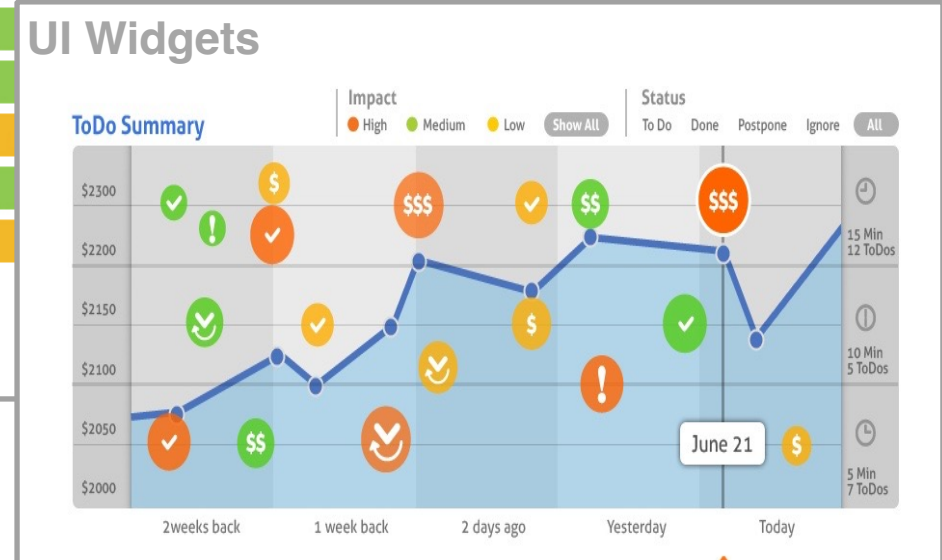 UI Widgets
ToDo Summary
Impact
High Medium Low Show All
Status
To Do Done Postpone Ignore All
$2300
$2200
$2150
$2100
$2050
$2000
$
$$$
$$
$$$
$
!
!
$$
$
June 21
15 Min
12 ToDos
10 Min
5 ToDos
5 Min
7 ToDos
2weeks back
1 week back
2 days ago
Yesterday
Today